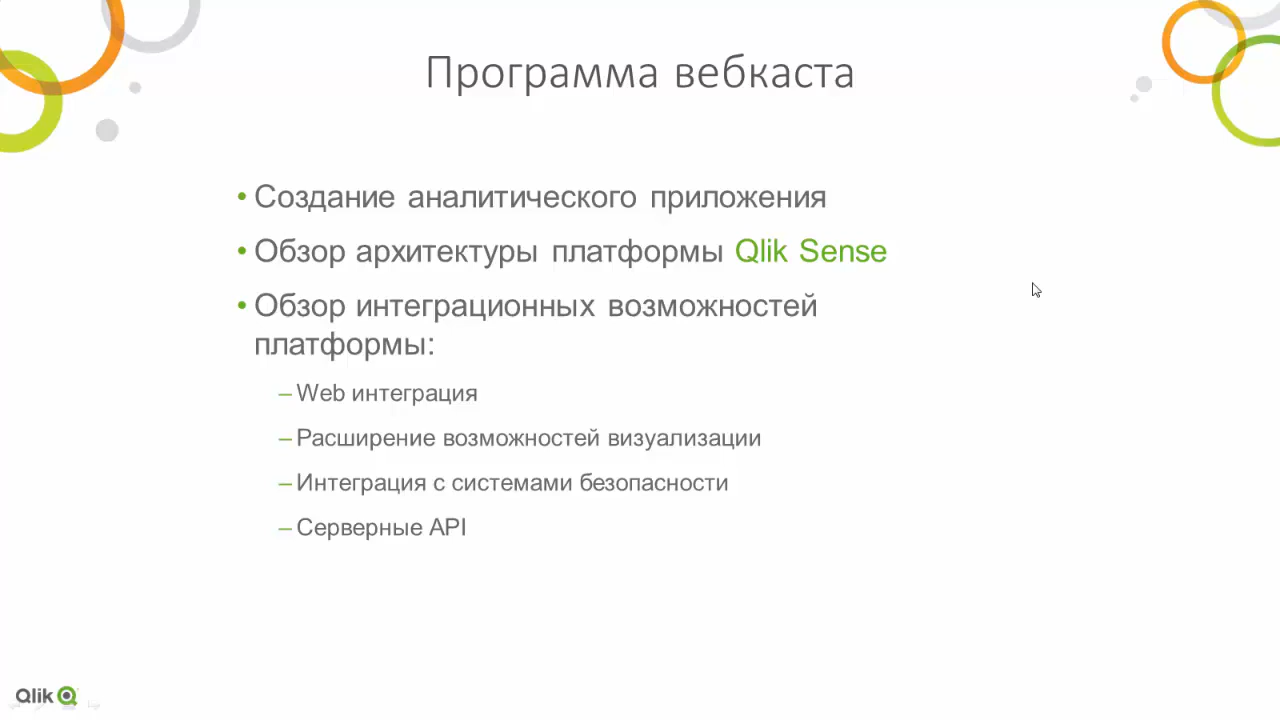 Программа вебкаста
• Создание аналитического приложения
• Обзор архитектуры платформы Qlik Sense
• Обзор интеграционных возможностей
платформы:
– Web интеграция
– Расширение возможностей визуализации
– Интеграция с системами безопасности
– Серверные API
Qlik